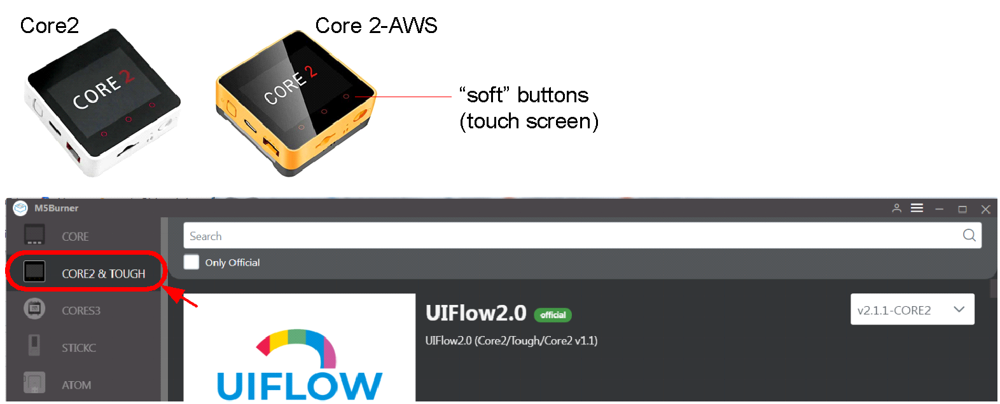 Core2
Core 2-AWS
CORE 2
CORE 2
“soft” buttons
(touch screen)
M5Burner
CORE
Search
Only Official
CORE2 & TOUGH
CORES3
UIFlow2.0 official
v2.1.1-CORE2
UIFlow2.0 (Core2/Tough/Core2 v1.1)
STICKC
ATOM
UIFLOW